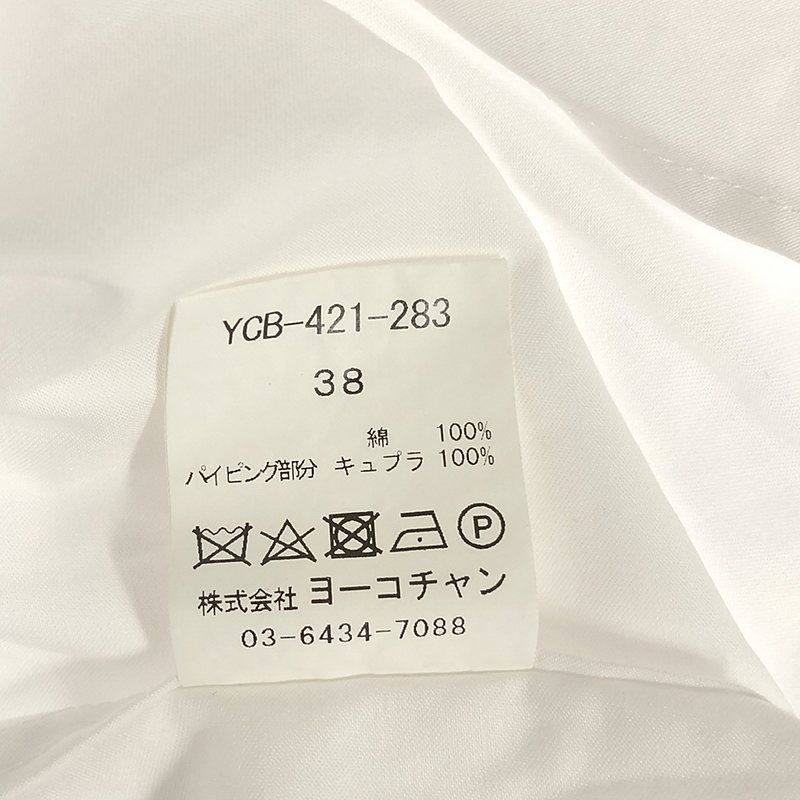 YCB-421-283
38
綿 100%
パイピング部分 キュプラ 100%
P
株式会社 ヨーコチャン
03-6434-7088